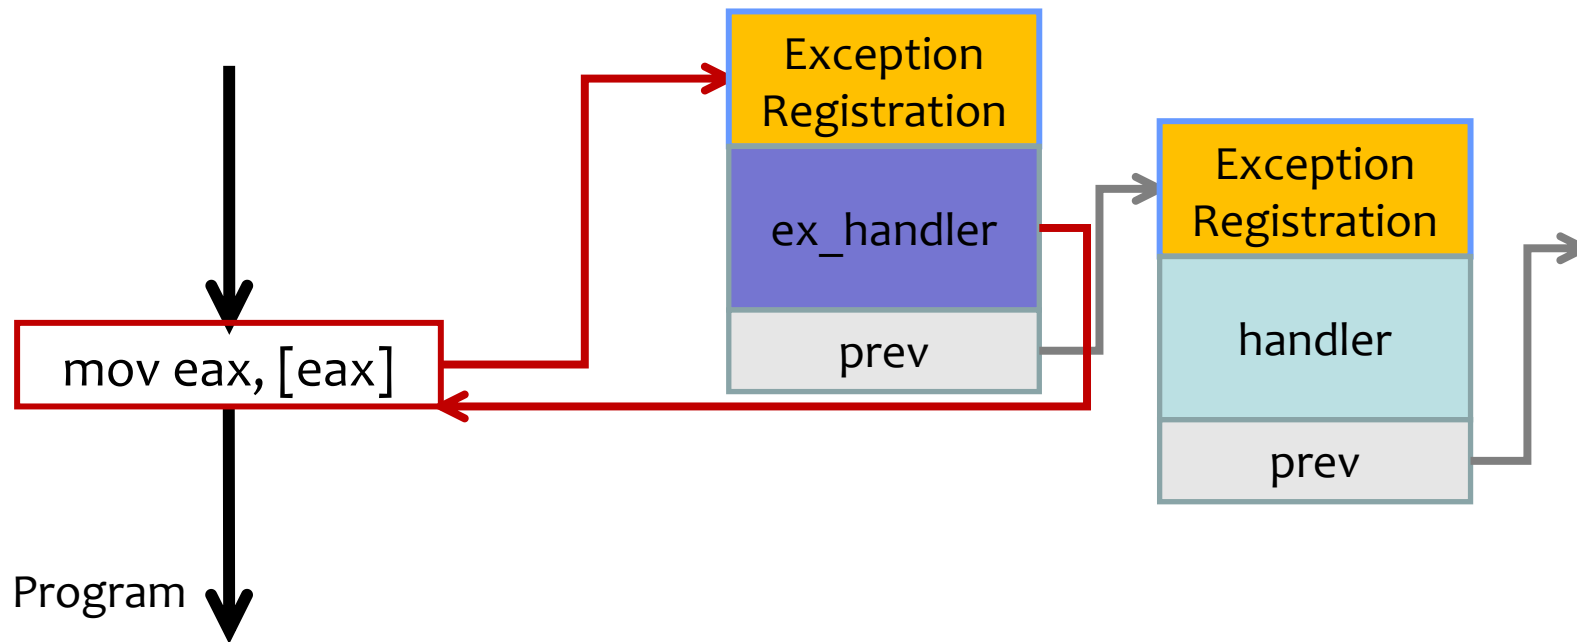 Exception
Registration
ex_handler
prev
Exception
Registration
handler
prev
mov eax, [eax]
Program